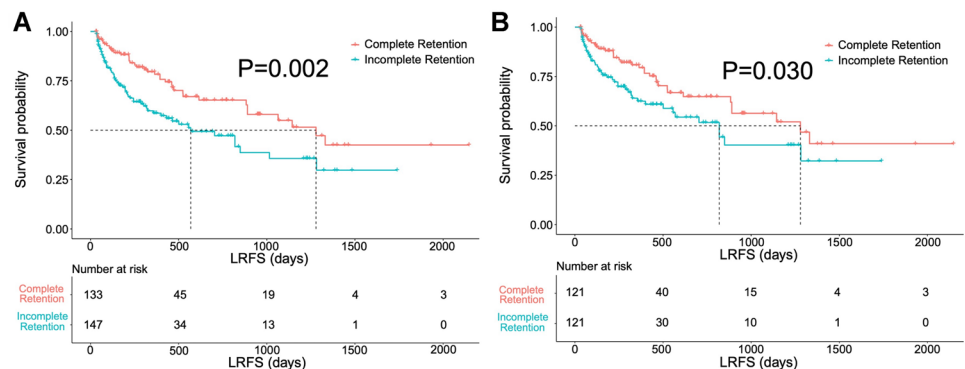 A
1.00
0.75
0.50
0.25
0.00
Survival probability
Complete Retention
Incomplete Retention
P=0.002
0 500 1000 1500 2000
LRFS (days)
Number at risk
Complete
Retention
133 45 19 4 3
Incomplete
Retention
147 34 13 1 0
0 500 1000 1500 2000
LRFS (days)
B
1.00
0.75
0.50
0.25
0.00
Survival probability
Complete Retention
Incomplete Retention
P=0.030
0 500 1000 1500 2000
LRFS (days)
Number at risk
Complete
Retention
121 40 15 4 3
Incomplete
Retention
121 30 10 1 0
0 500 1000 1500 2000
LRFS (days)